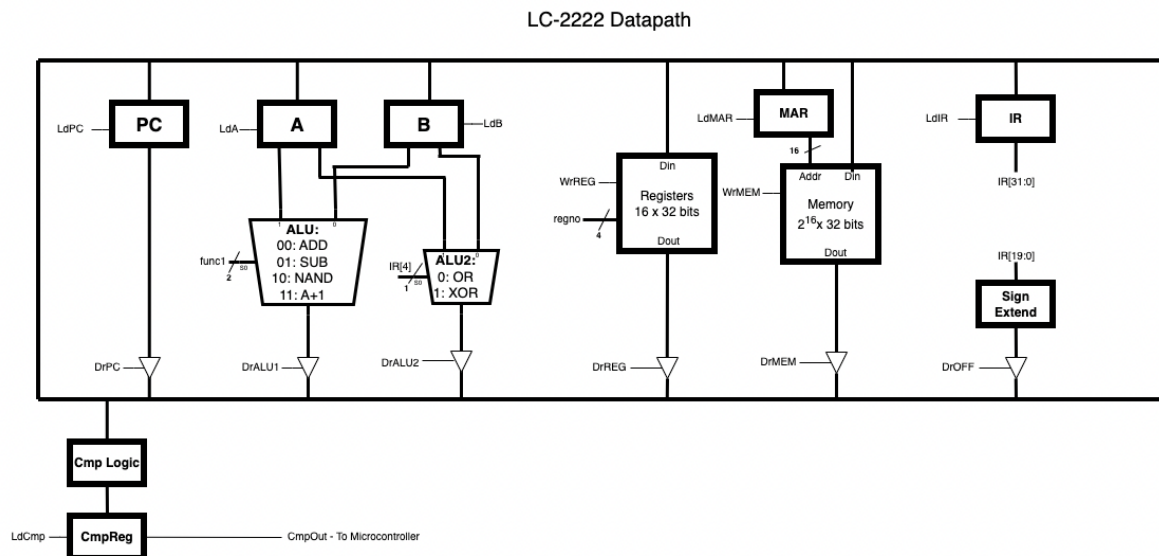 LC-2222 Datapath
LdPC
PC
LdA
A
B
LdB
LdMAR
MAR
LdIR
IR
16
IR[31:0]
WrREG
regno
4
Din
Registers
16 x 32 bits
Dout
WrMEM
Addr
Din
Memory
2¹⁶x 32 bits
Dout
1
0
ALU:
00: ADD
01: SUB
10: NAND
11: A+1
func1
2
S0
IR[4]
1
S0
0
ALU2:
0: OR
1: XOR
IR[19:0]
Sign
Extend
DrPC
DrALU1
DrALU2
DrREG
DrMEM
DrOFF
Cmp Logic
LdCmp
CmpReg
CmpOut - To Microcontroller